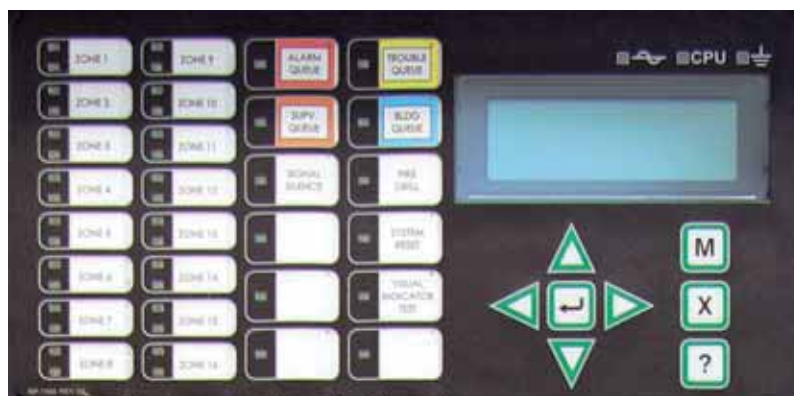 ZONE 1
ZONE 2
ZONE 3
ZONE 4
ZONE 5
ZONE 6
ZONE 7
ZONE 8
ZONE 9
ZONE 10
ZONE 11
ZONE 12
ZONE 13
ZONE 14
ZONE 15
ZONE 16
ALARM
QUEUE
SUPV.
QUEUE
SIGNAL
SILENCE
TROUBLE
QUEUE
BLDG
QUEUE
FIRE
DRILL
SYSTEM
RESET
VISUAL
INDICATOR
TEST
CPU
M
X
?